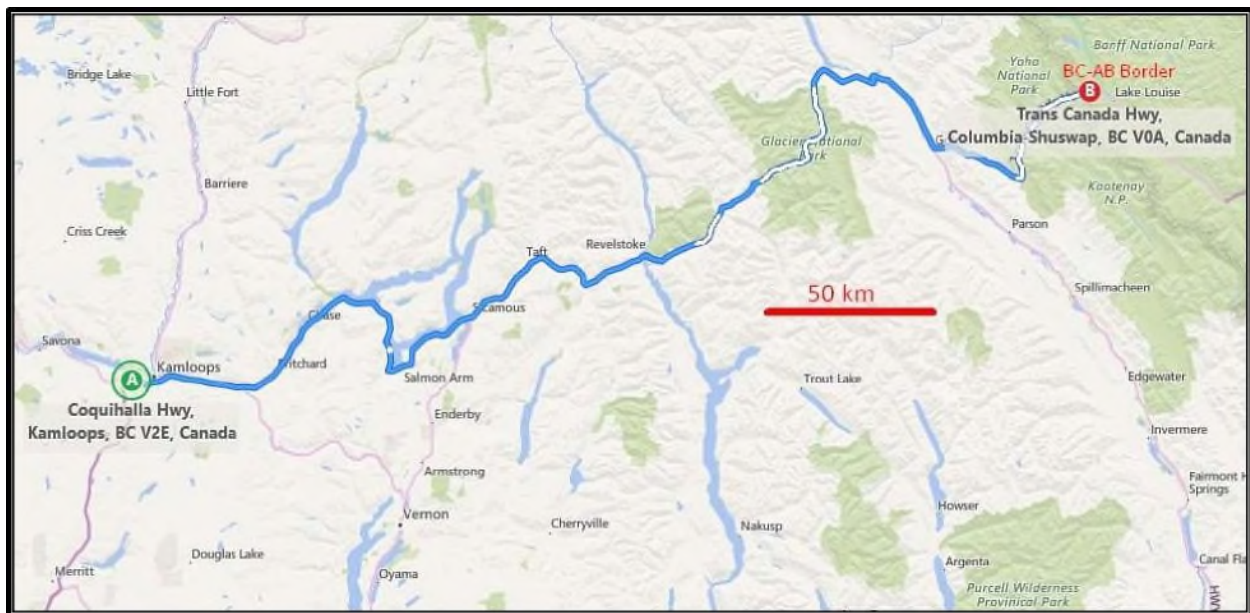 Banff National Park
Yoho
National
Park
BC-AB Border
B
Lake Louise
Trans Canada Hwy,
Columbia-Shuswap, BC V0A, Canada
Bridge Lake
Little Fort
Glacier National
Park
Kootenay
N.P.
Barriere
Criss Creek
Parson
Revelstoke
Taft
Spillimacheen
50 km
Sicamous
Chase
Savona
Kamloops
Pritchard
A
Salmon Arm
Trout Lake
Edgewater
Coquihalla Hwy,
Kamloops, BC V2E, Canada
Enderby
Invermere
Armstrong
Fairmont H
Springs
Howser
Vernon
Cherryville
Nakusp
Douglas Lake
Canal Fla
Argenta
Merritt
Oyama
Purcell Wilderness
Provincial Park
HW